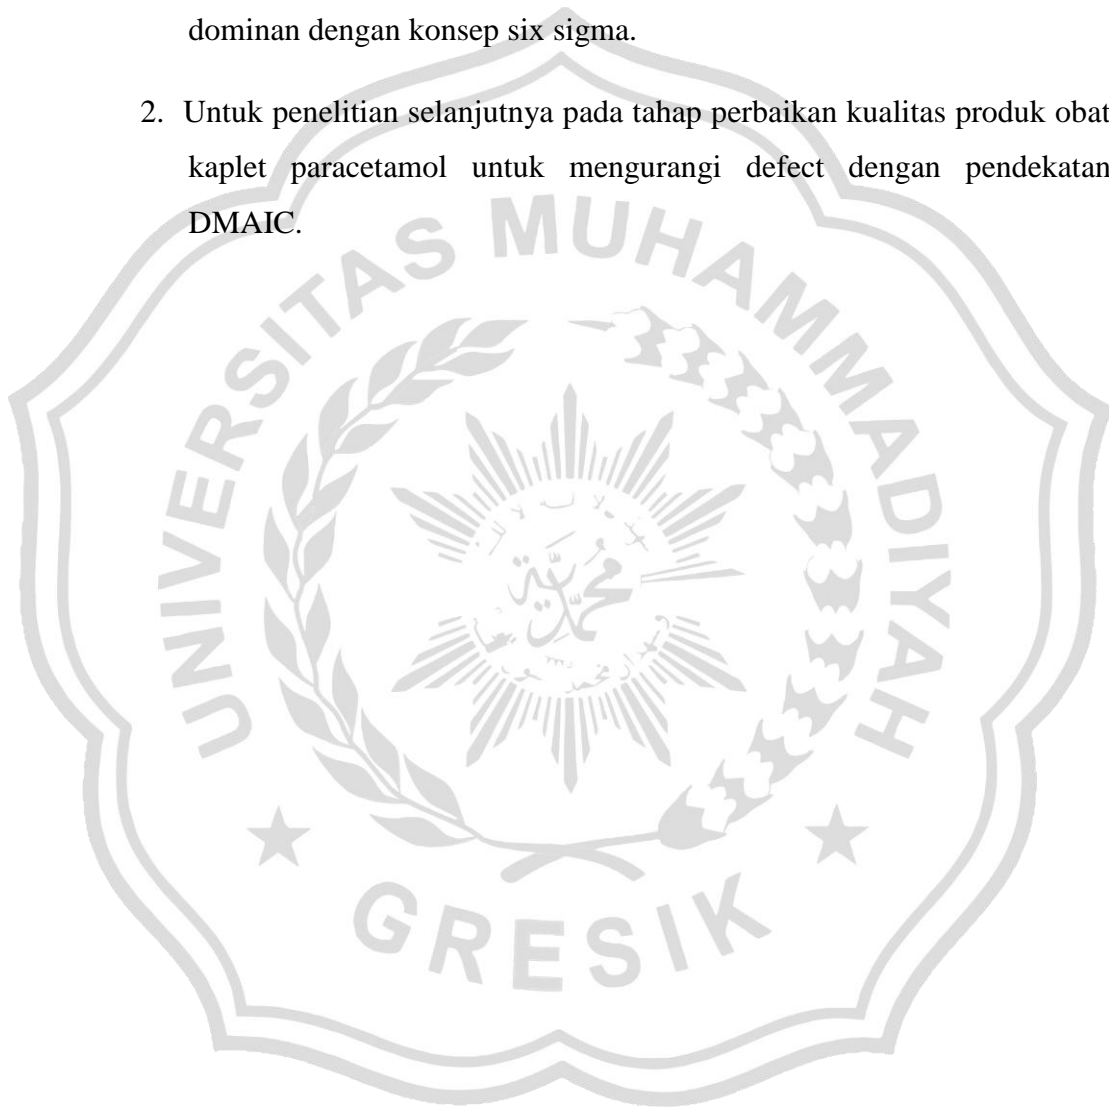 dominan dengan konsep six sigma.
2. Untuk penelitian selanjutnya pada tahap perbaikan kualitas produk obat
kaplet paracetamol untuk mengurangi defect dengan pendekatan
DMAIC.
UNIVERSITAS MUHAMMADIYAH
GRESIK